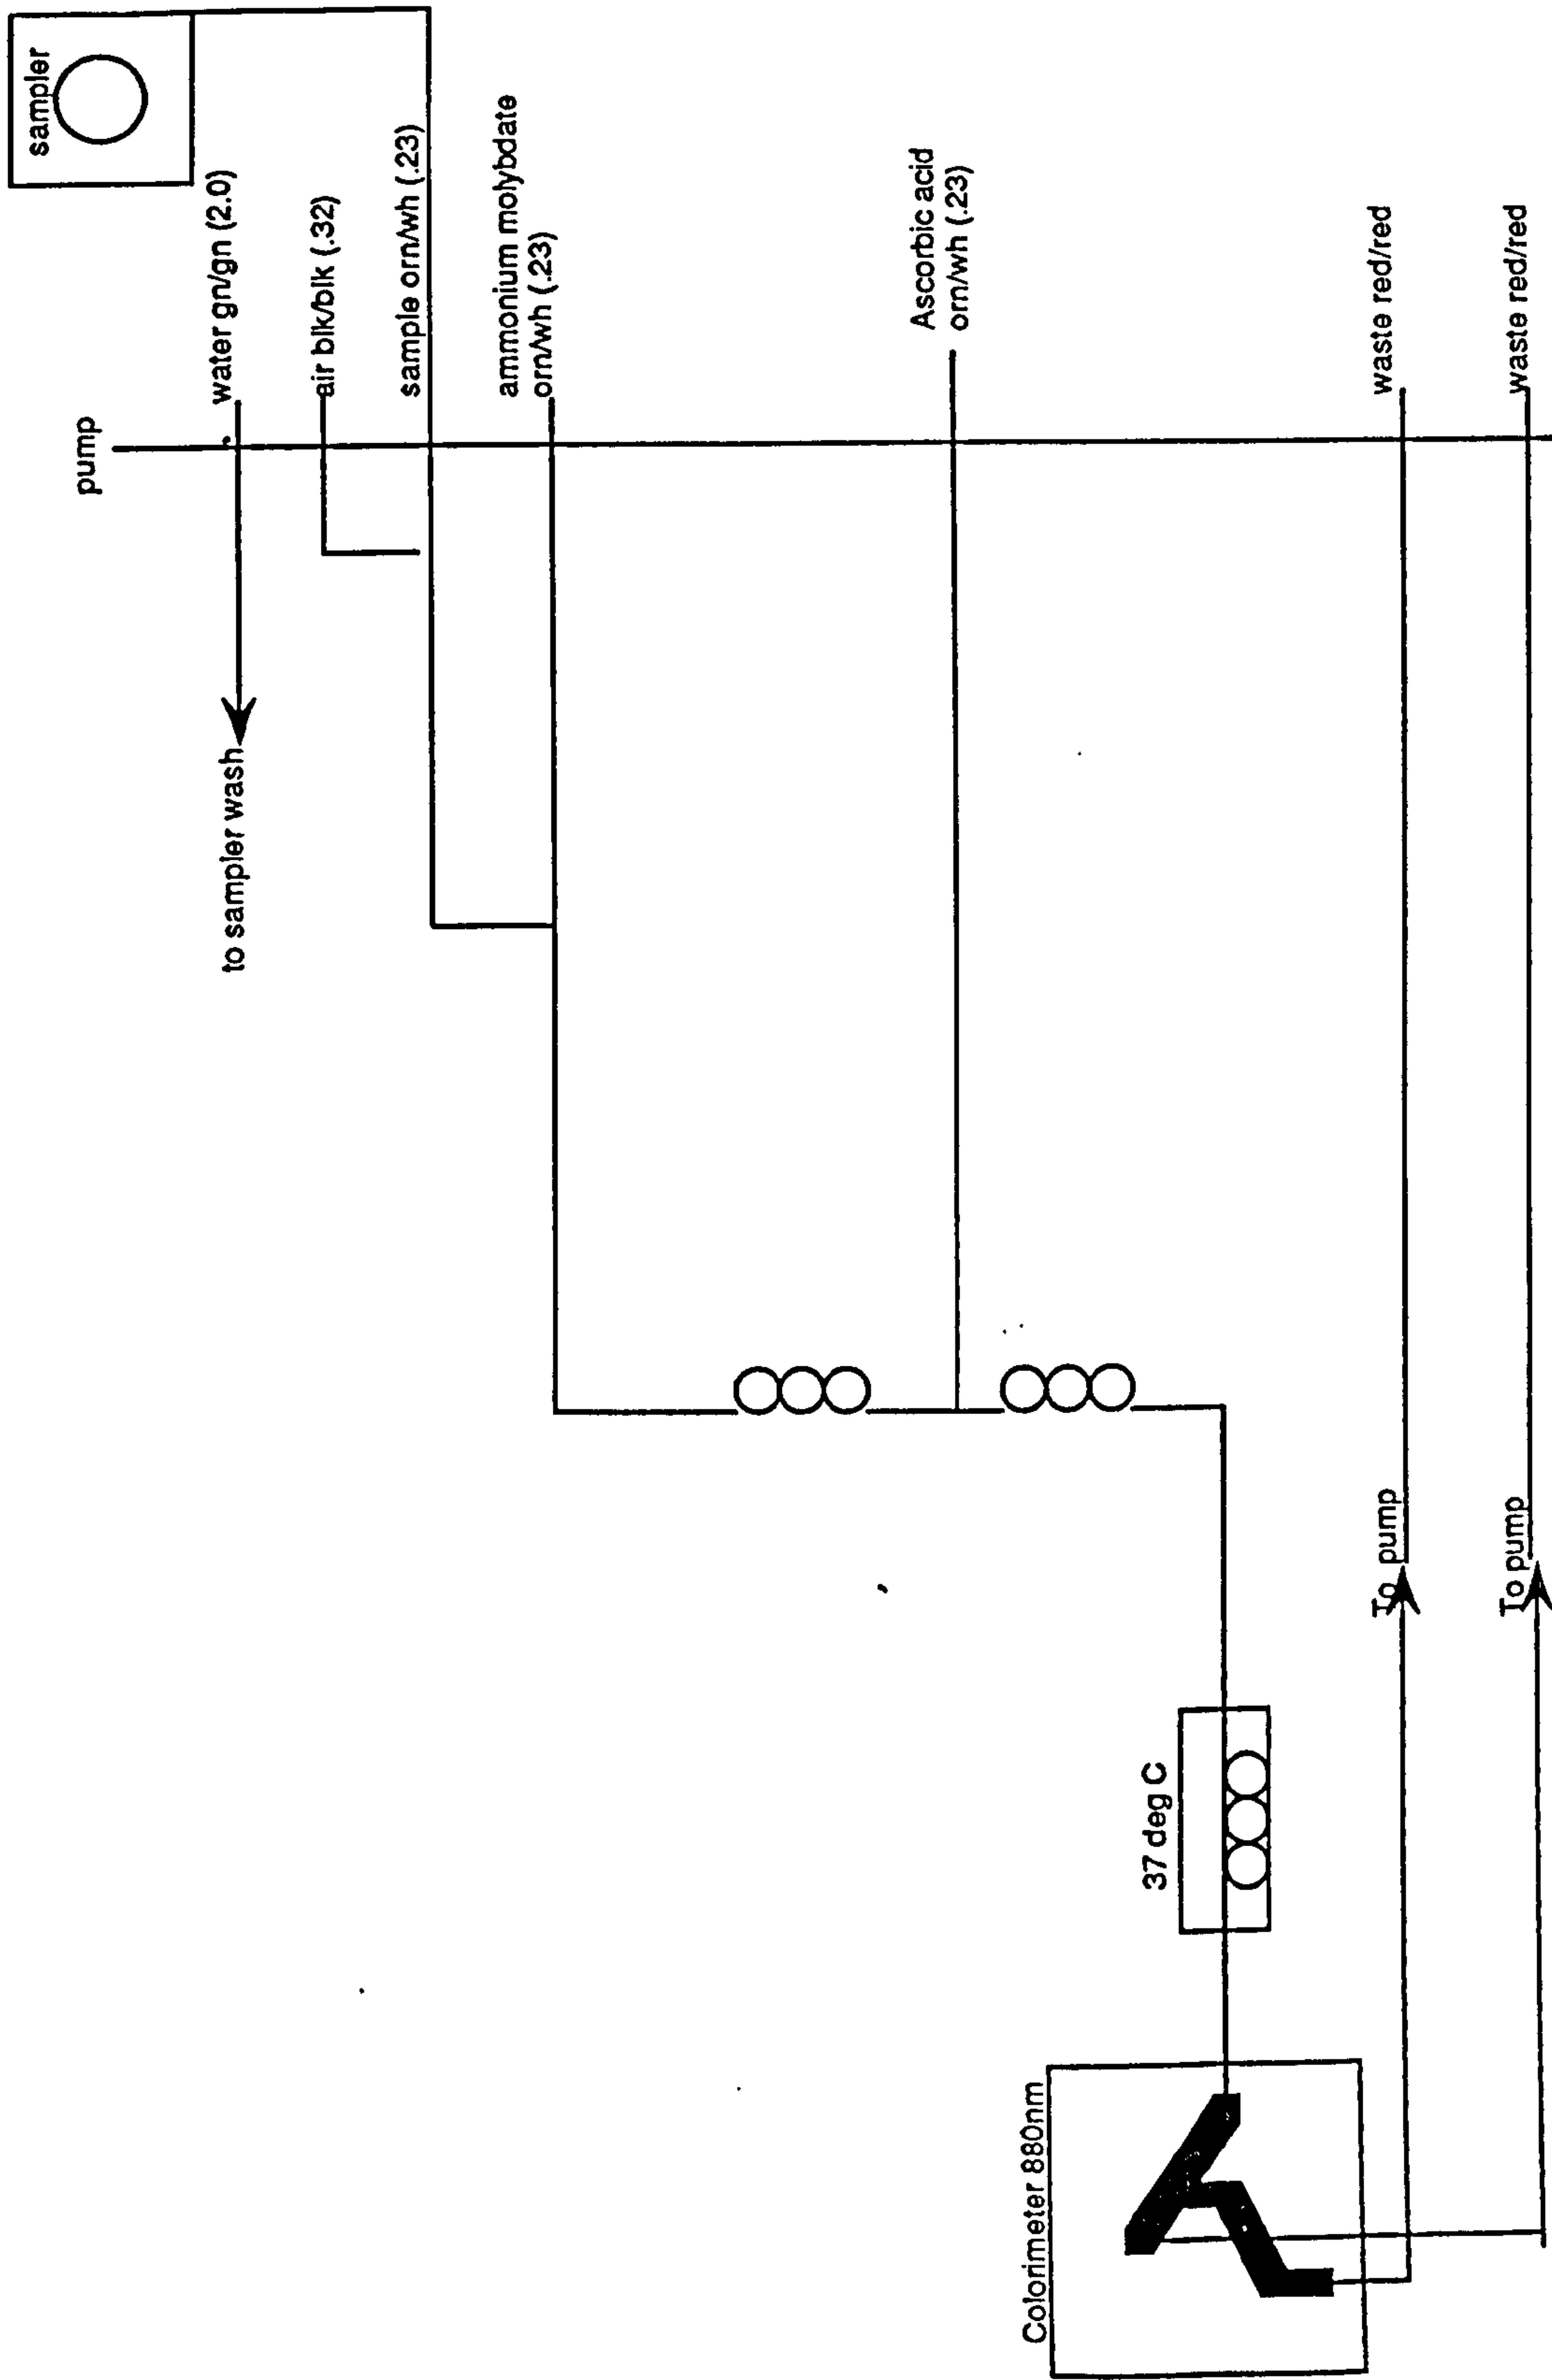 sampler
pump
water gn/gn (2.0)
to sampler wash
air blk/blk (.32)
sample orn/wh (.23)
ammonium molybdate
orn/wh (.23)
Ascorbic acid
orn/wh (.23)
37 deg C
Colorimeter 880nm
To pump
waste red/red
To pump
waste red/red